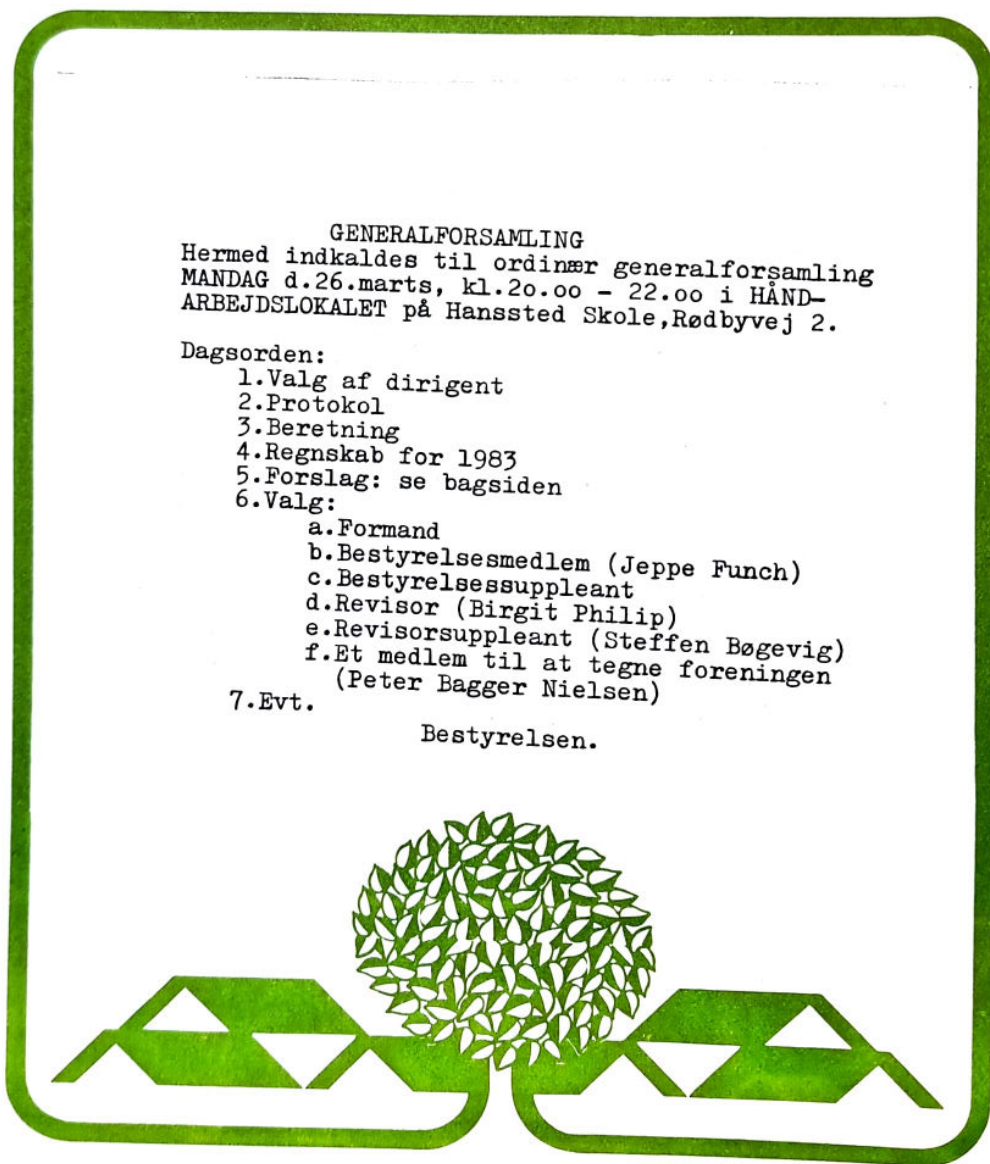 GENERALFORSAMLING
Hermed indkaldes til ordinær generalforsamling
MANDAG d.26.marts, kl.20.oo - 22.oo i HÅND-
ARBEJDSLOKALET på Hanssted Skole,Rødbyvej 2.
Dagsorden:
1.Valg af dirigent
2.Protokol
3.Beretning
4.Regnskab for 1983
5.Forslag: se bagsiden
6.Valg:
a.Formand
b.Bestyrelsesmedlem (Jeppe Funch)
c.Bestyrelsessuppleant
d.Revisor (Birgit Philip)
e.Revisorsuppleant (Steffen Bøgevig)
f.Et medlem til at tegne foreningen
(Peter Bagger Nielsen)
7.Evt.
Bestyrelsen.